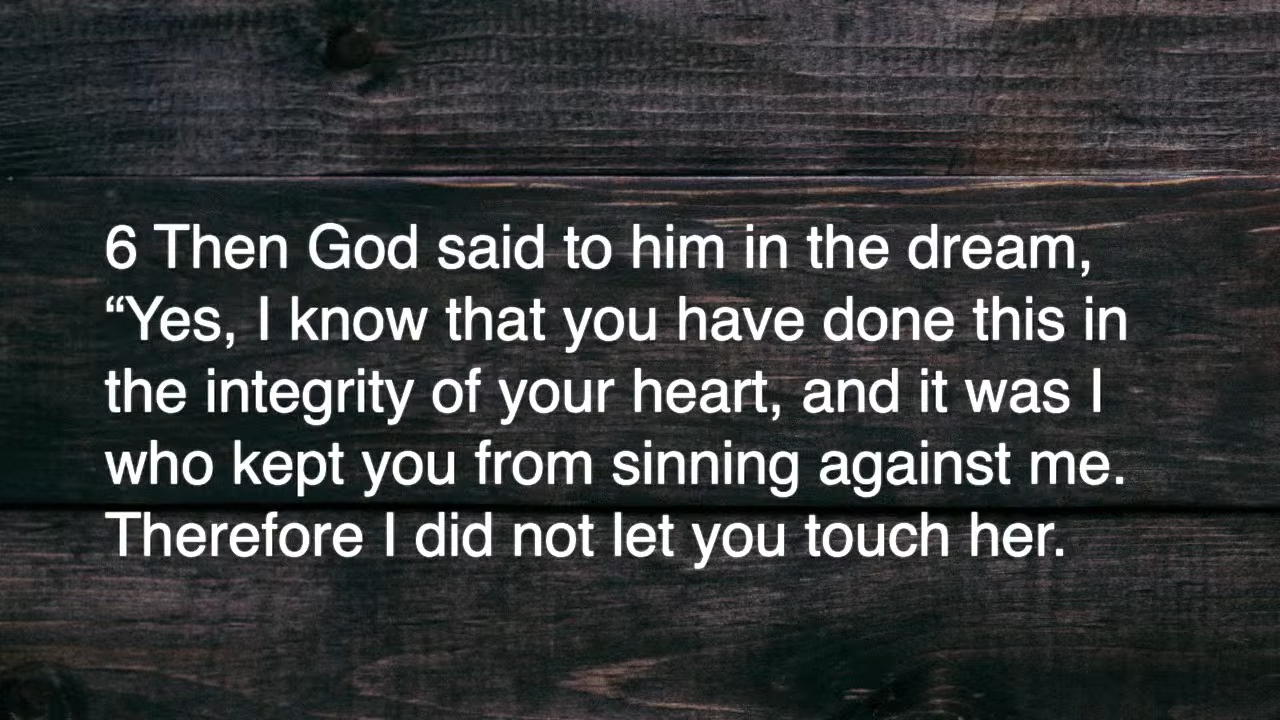 6 Then God said to him in the dream,
“Yes, I know that you have done this in
the integrity of your heart, and it was I
who kept you from sinning against me.
Therefore I did not let you touch her.